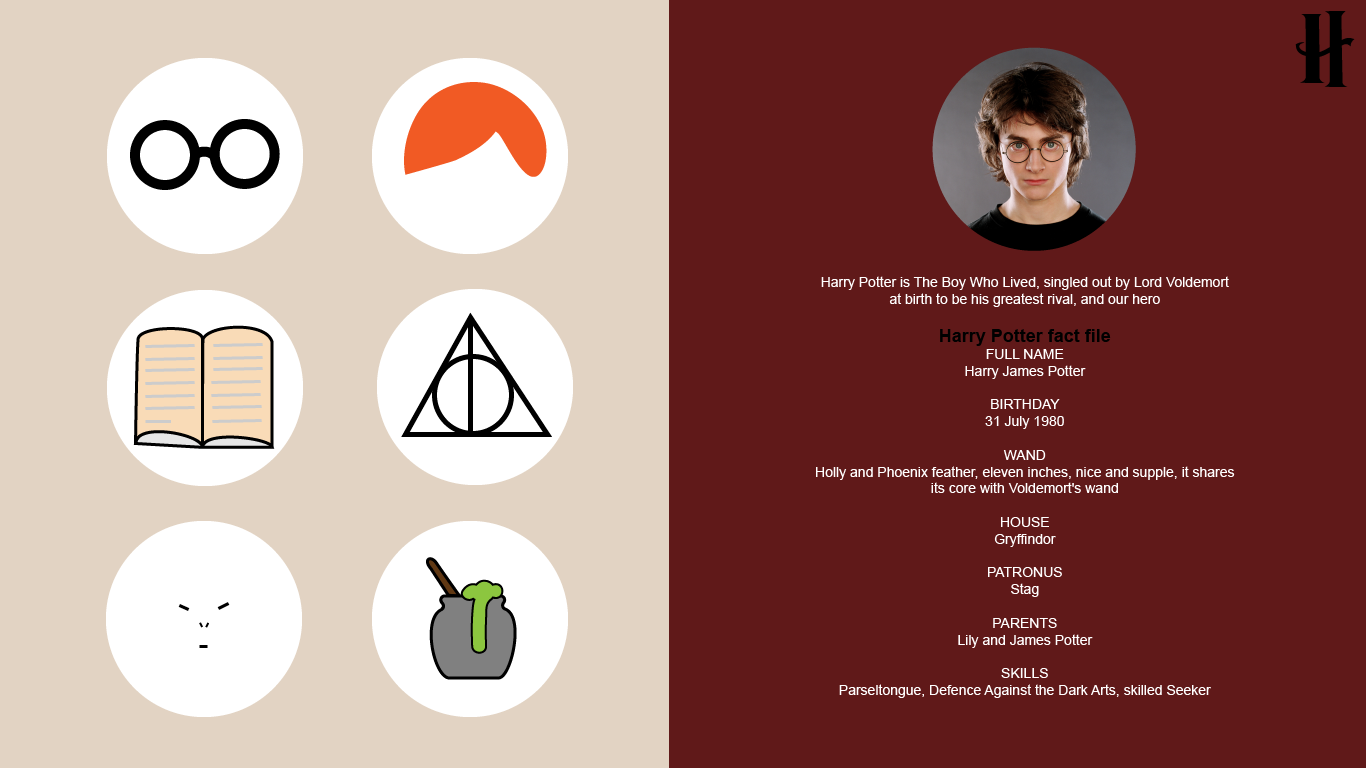 H
Harry Potter is The Boy Who Lived, singled out by Lord Voldemort
at birth to be his greatest rival, and our hero
Harry Potter fact file
FULL NAME
Harry James Potter
BIRTHDAY
31 July 1980
WAND
Holly and Phoenix feather, eleven inches, nice and supple, it shares
its core with Voldemort's wand
HOUSE
Gryffindor
PATRONUS
Stag
PARENTS
Lily and James Potter
SKILLS
Parseltongue, Defence Against the Dark Arts, skilled Seeker